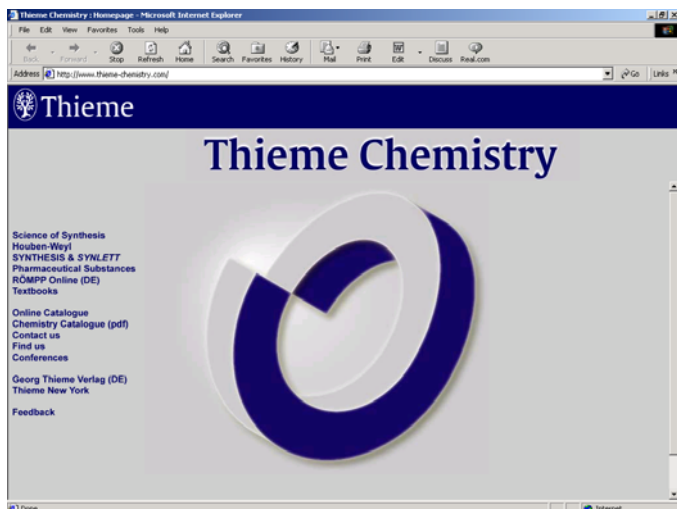 Thieme Chemistry : Homepage - Microsoft Internet Explorer
File Edit View Favorites Tools Help
Back Forward Stop Refresh Home Search Favorites History Mail Print Edit Discuss Real.com
Address http://www.thieme-chemistry.com/ Go Links
Thieme
Thieme Chemistry
Science of Synthesis
Houben-Weyl
SYNTHESIS & SYNLETT
Pharmaceutical Substances
RÖMPP Online (DE)
Textbooks
Online Catalogue
Chemistry Catalogue (pdf)
Contact us
Find us
Conferences
Georg Thieme Verlag (DE)
Thieme New York
Feedback
Done Internet